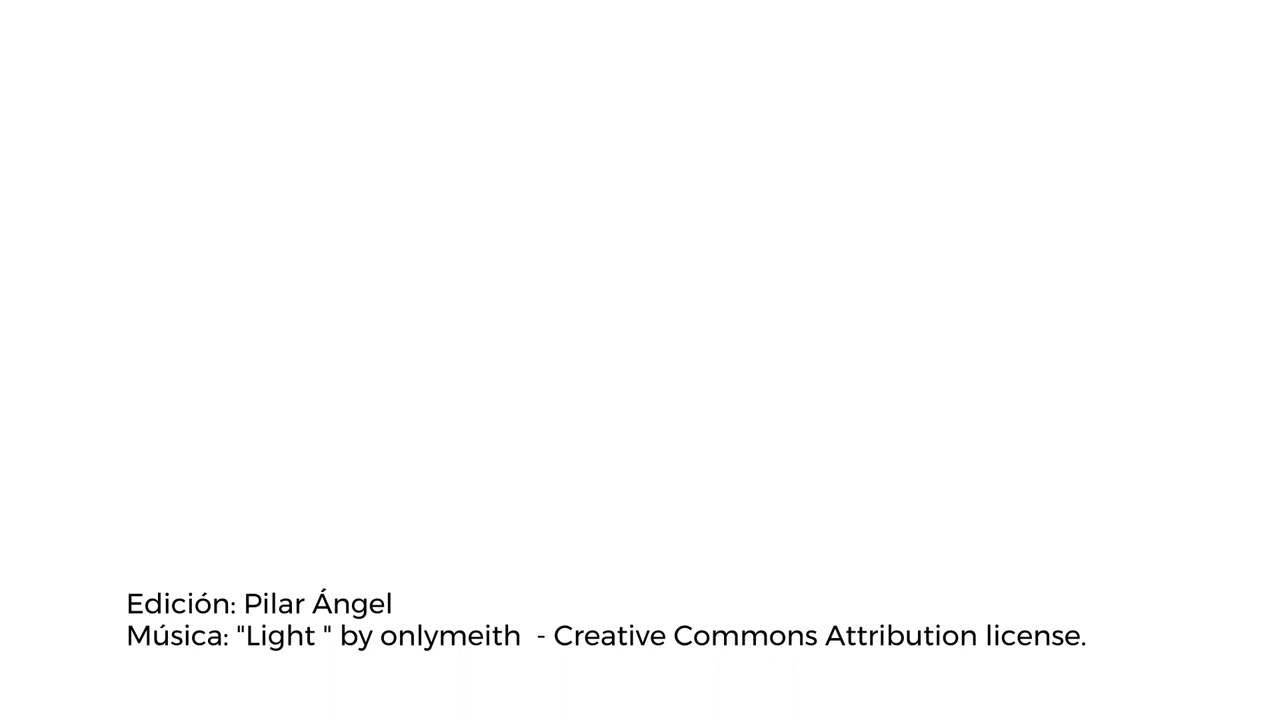 Edición: Pilar Ángel
Música: "Light " by onlymeith  - Creative Commons Attribution license.